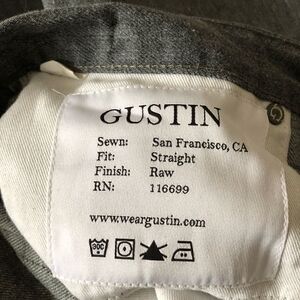 GUSTIN
Sewn: San Francisco, CA
Fit: Straight
Finish: Raw
RN: 116699
www.weargustin.com